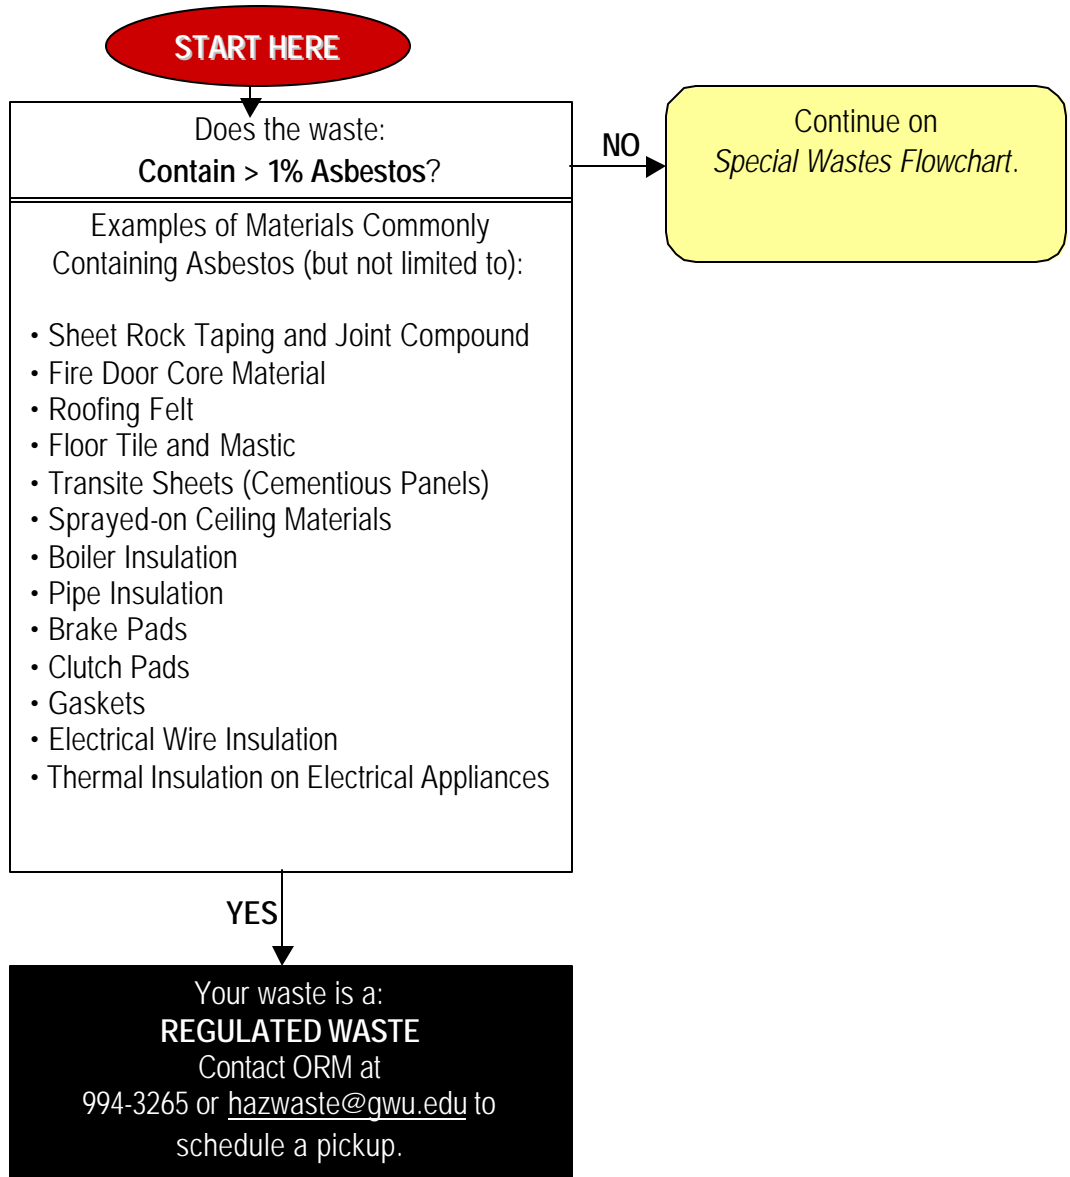 START HERE
Does the waste:
Contain > 1% Asbestos?
NO
Continue on
Special Wastes Flowchart.
Examples of Materials Commonly
Containing Asbestos (but not limited to):
• Sheet Rock Taping and Joint Compound
• Fire Door Core Material
• Roofing Felt
• Floor Tile and Mastic
• Transite Sheets (Cementious Panels)
• Sprayed-on Ceiling Materials
• Boiler Insulation
• Pipe Insulation
• Brake Pads
• Clutch Pads
• Gaskets
• Electrical Wire Insulation
• Thermal Insulation on Electrical Appliances
YES
Your waste is a:
REGULATED WASTE
Contact ORM at
994-3265 or hazwaste@gwu.edu to
schedule a pickup.